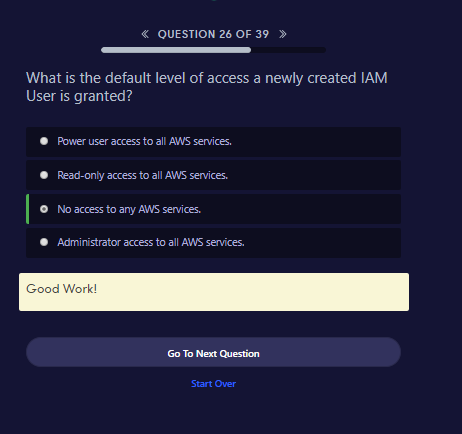 « QUESTION 26 OF 39 »
What is the default level of access a newly created IAM
User is granted?
Power user access to all AWS services.
Read-only access to all AWS services.
No access to any AWS services.
Administrator access to all AWS services.
Good Work!
Go To Next Question
Start Over